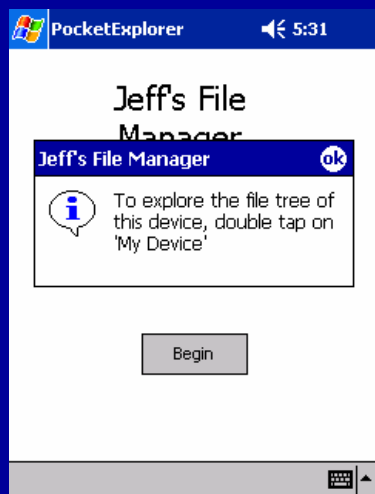 PocketExplorer 5:31
Jeff's File
Manager
Jeff's File Manager ok
To explore the file tree of
this device, double tap on
'My Device'
Begin